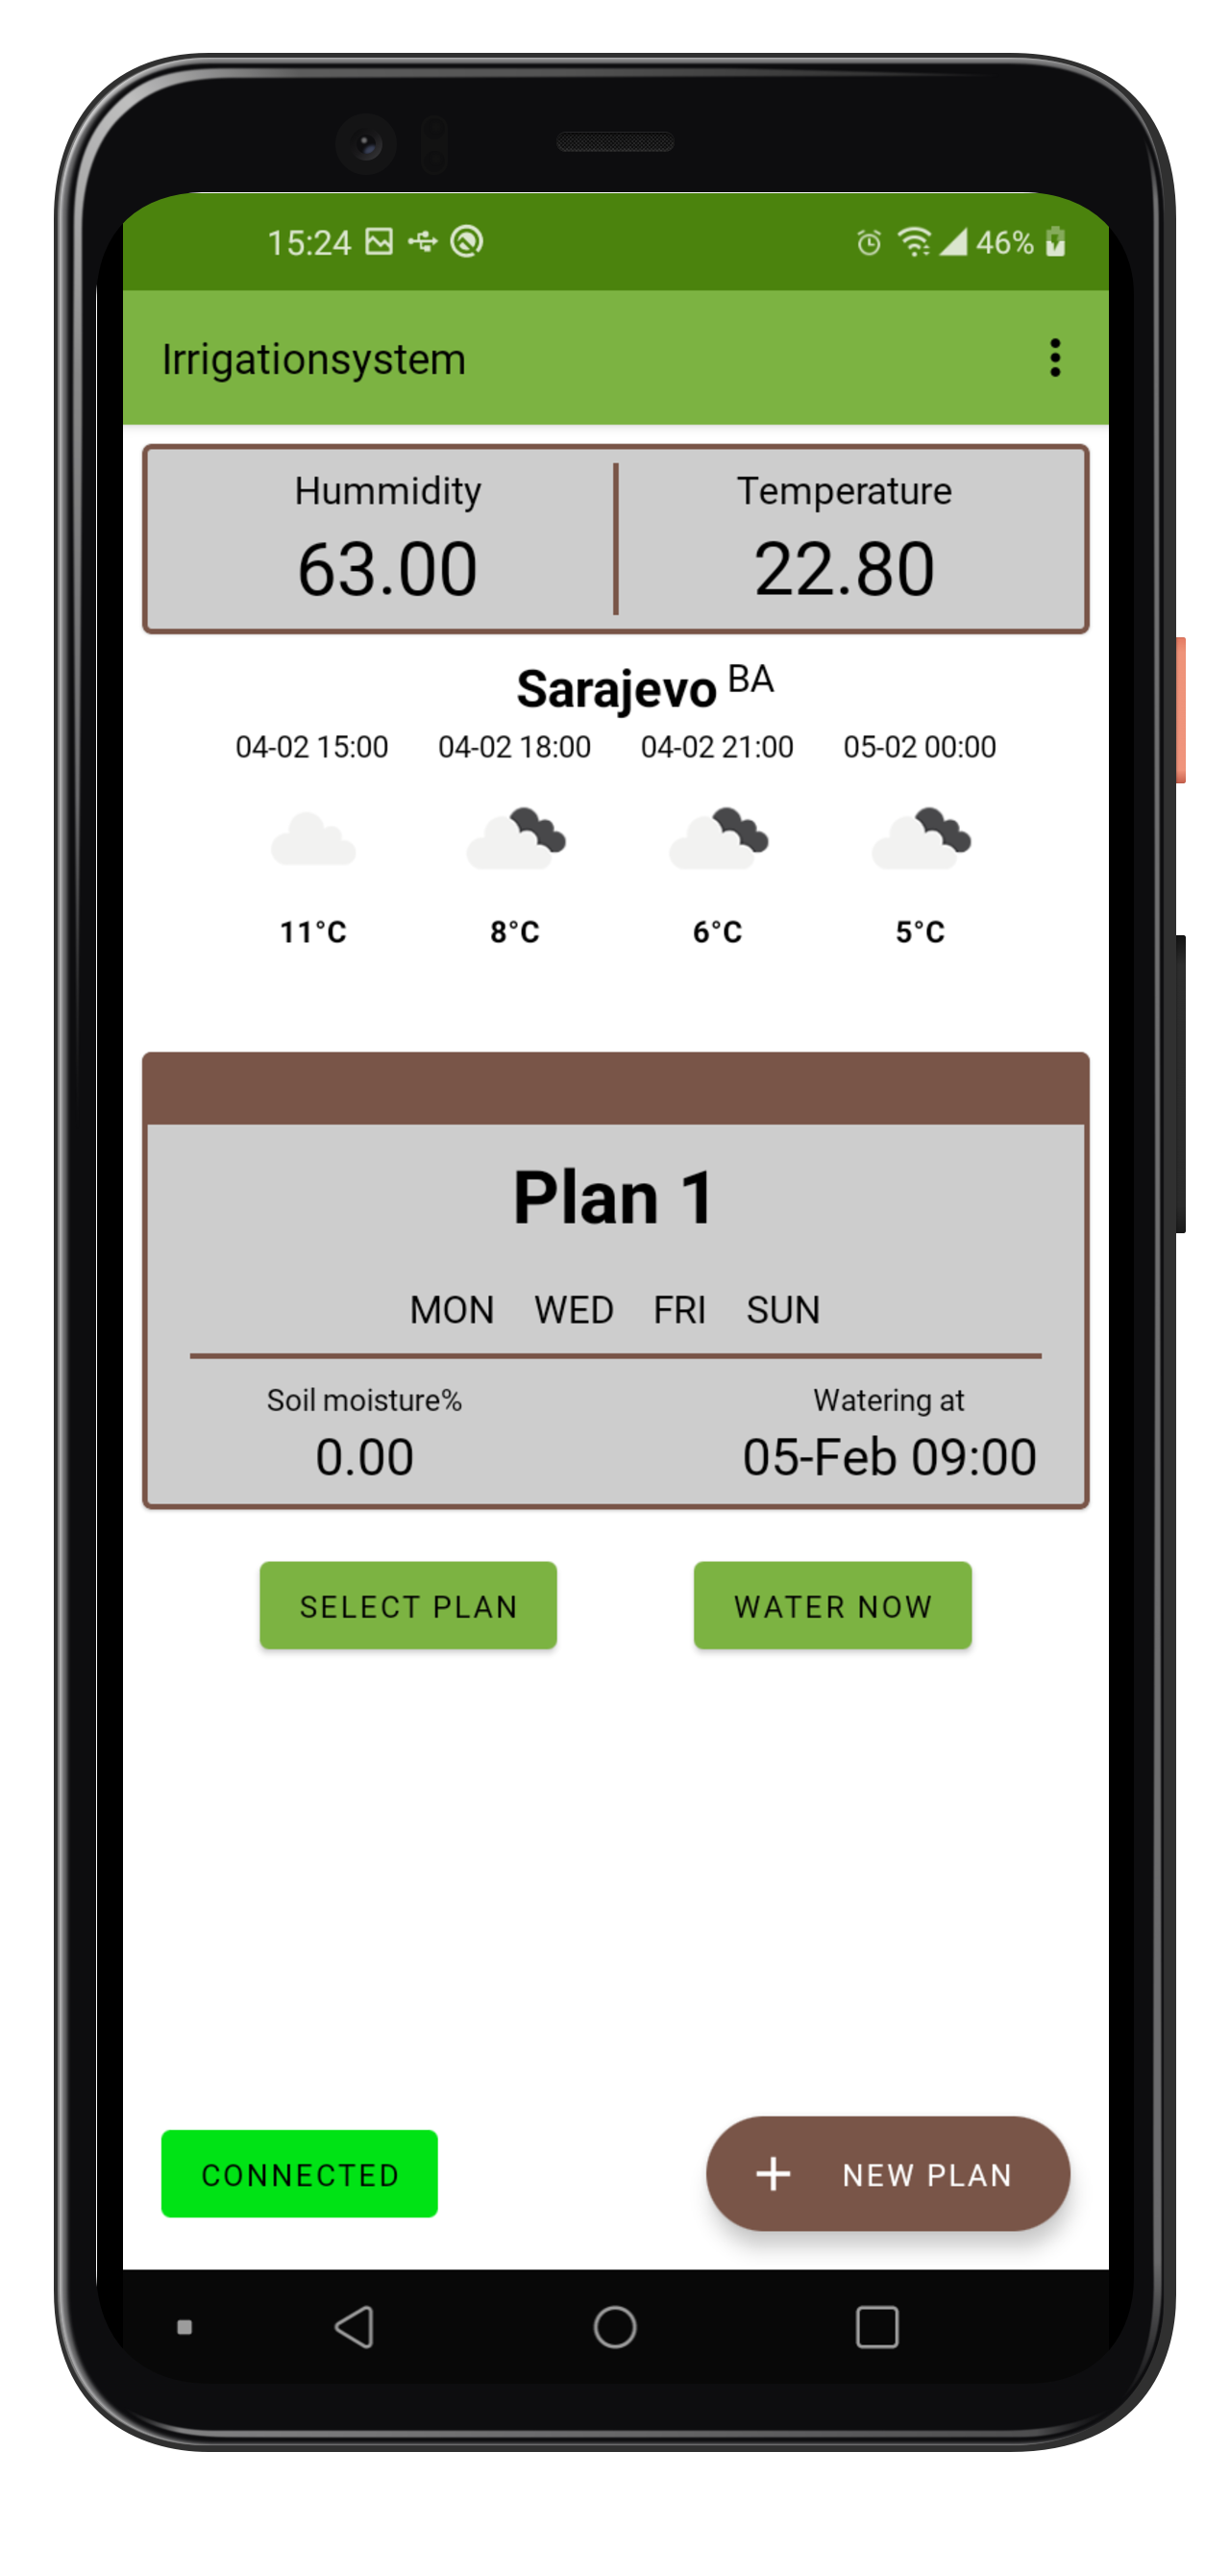 15:24 46%
Irrigationsystem
Hummidity Temperature
63.00 22.80
Sarajevo BA
04-02 15:00 04-02 18:00 04-02 21:00 05-02 00:00
11°C 8°C 6°C 5°C
Plan 1
MON WED FRI SUN
Soil moisture% Watering at
0.00 05-Feb 09:00
SELECT PLAN WATER NOW
CONNECTED + NEW PLAN